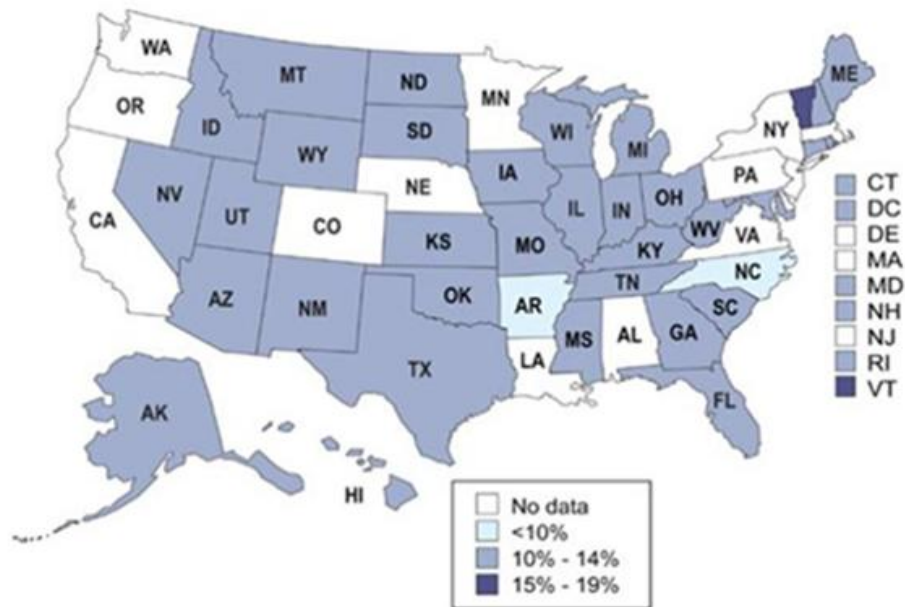 WA
MT
ND
MN
ME
OR
ID
SD
WI
NY
WY
MI
IA
PA
NE
NV
OH
IL
IN
UT
CA
CO
WV
VA
KS
MO
KY
NC
TN
OK
AZ
NM
AR
SC
MS
AL
GA
LA
TX
FL
AK
HI
CT
DC
DE
MA
MD
NH
NJ
RI
VT
No data
<10%
10% - 14%
15% - 19%